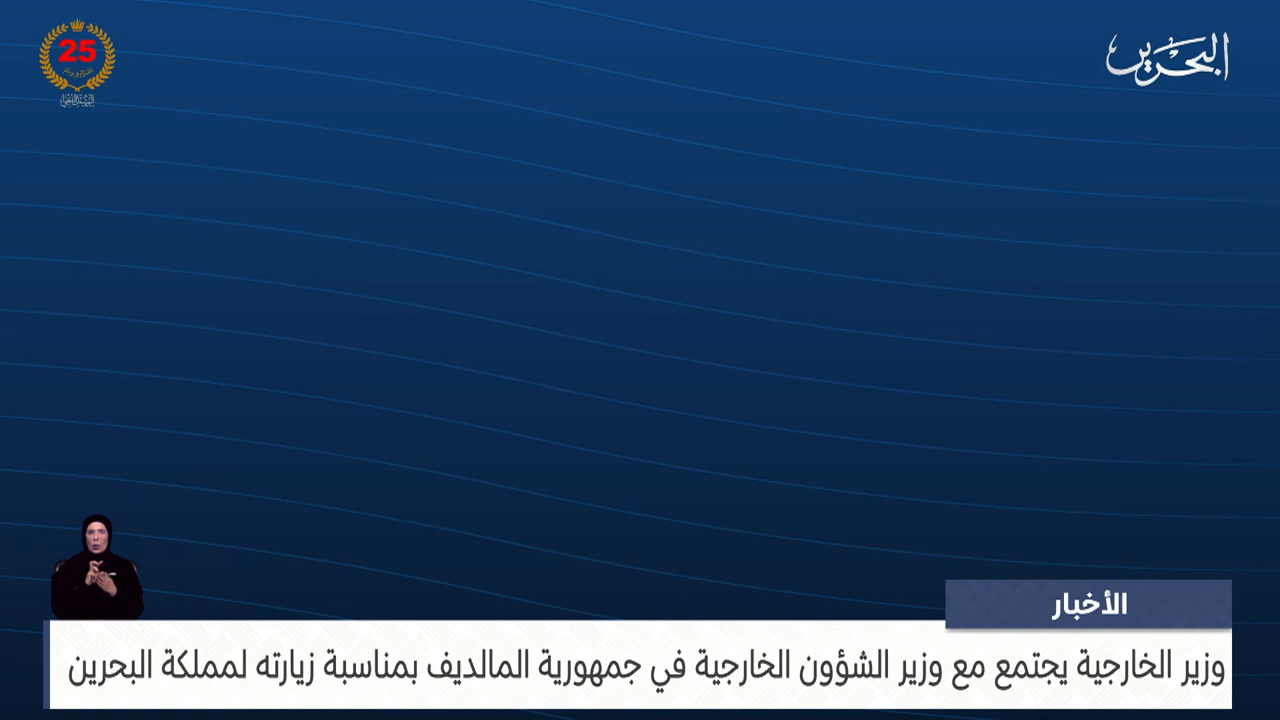 25
البحرين
الأخبار
وزير الخارجية يجتمع مع وزير الشؤون الخارجية في جمهورية المالديف بمناسبة زيارته لمملكة البحرين